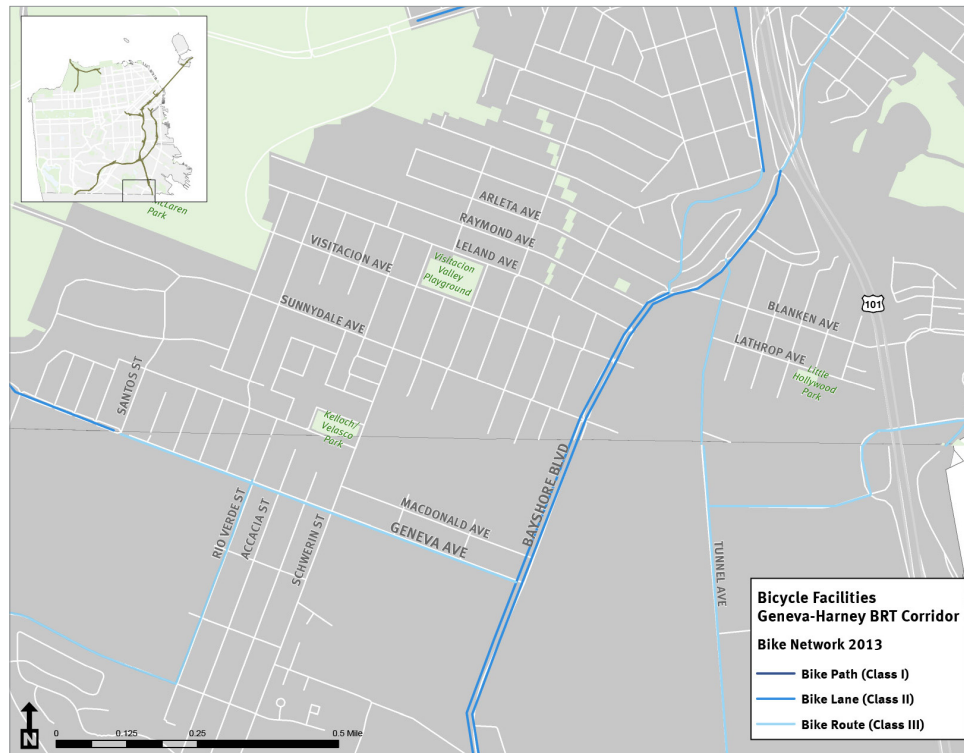 McLaren
Park
ARLETA AVE
RAYMOND AVE
LELAND AVE
VISITACION AVE
Visitacion
Valley
Playground
SUNNYDALE AVE
101
BLANKEN AVE
LATHROP AVE
Little
Hollywood
Park
SANTOS ST
Kelloch/
Velasco
Park
BAYSHORE BLVD
MACDONALD AVE
GENEVA AVE
RIO VERDE ST
ACCACIA ST
SCHWERIN ST
TUNNEL AVE
Bicycle Facilities
Geneva-Harney BRT Corridor
Bike Network 2013
Bike Path (Class I)
Bike Lane (Class II)
Bike Route (Class III)
N
0 0.125 0.25 0.5 Mile